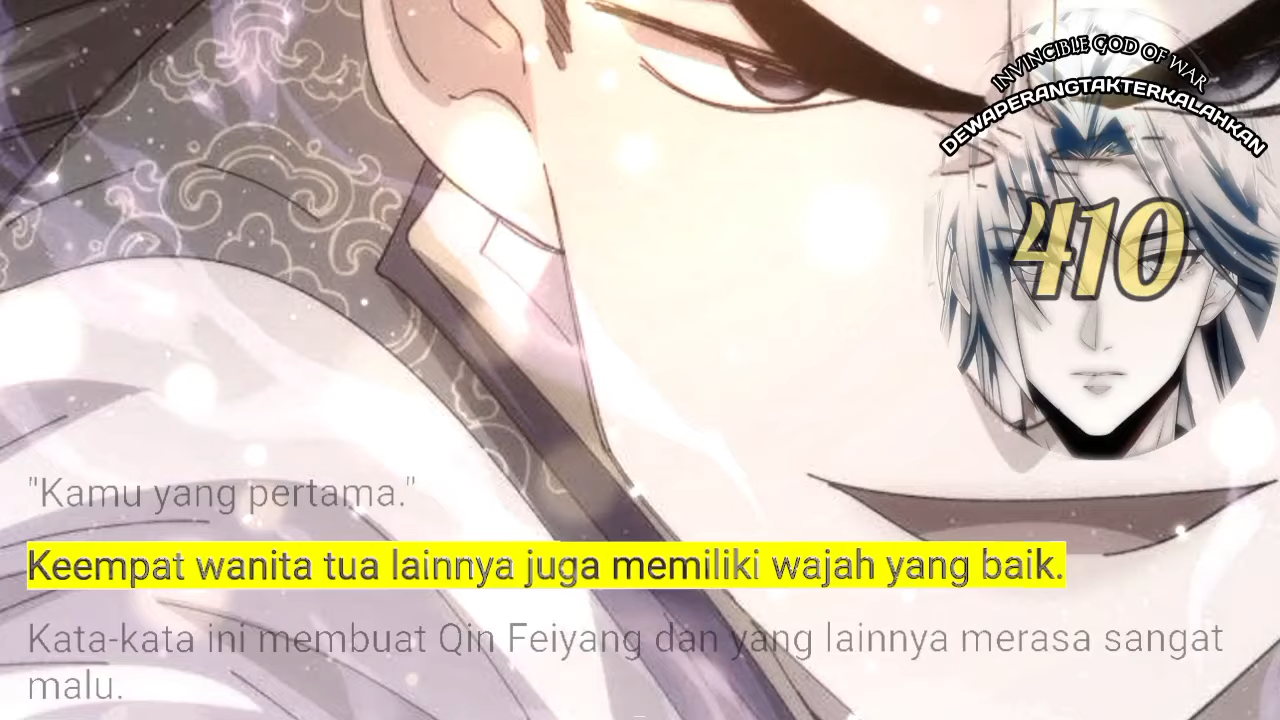 INVINCIBLE GOD OF WAR
DEWAPERANGTAKTERKALAHKAN
410
"Kamu yang pertama."
Keempat wanita tua lainnya juga memiliki wajah yang baik.
Kata-kata ini membuat Qin Feiyang dan yang lainnya merasa sangat
malu.